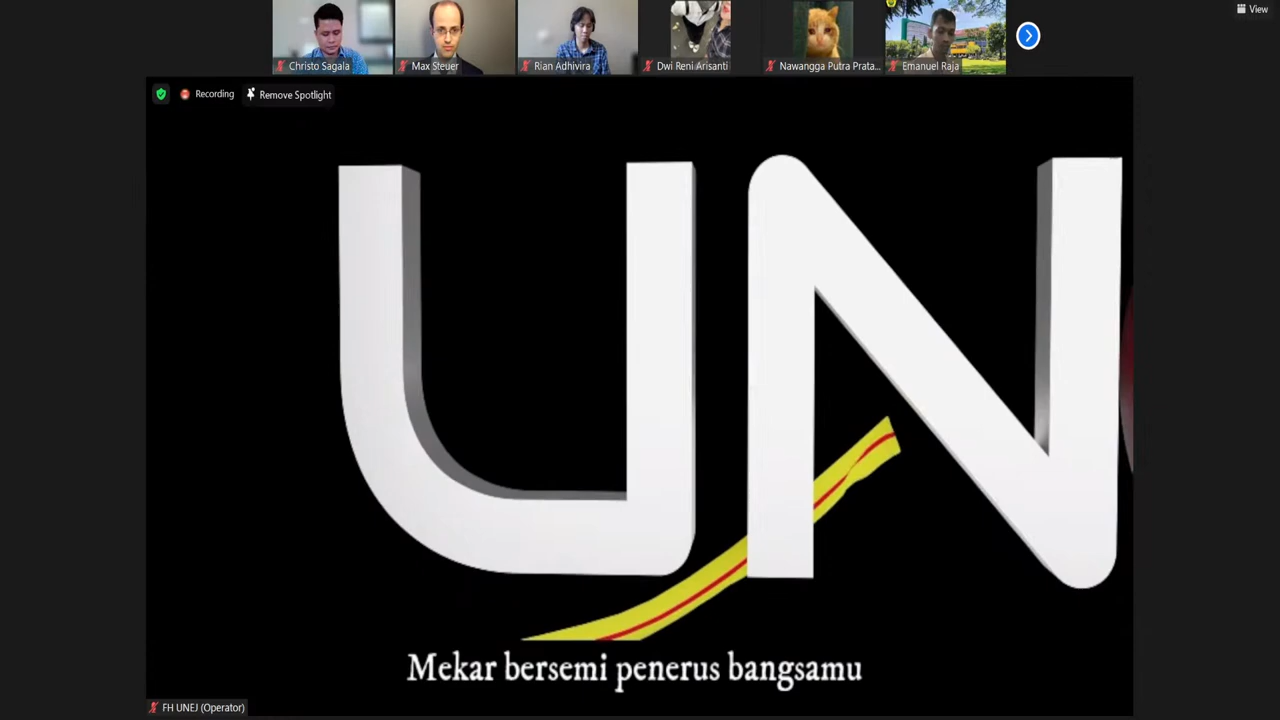 View
Christo Sagala
Max Steuer
Rian Adhivira
Dwi Reni Arisanti
Nawangga Putra Prata...
Emanuel Raja
Recording
Remove Spotlight
UN
Mekar bersemi penerus bangsamu
FH UNEJ (Operator)